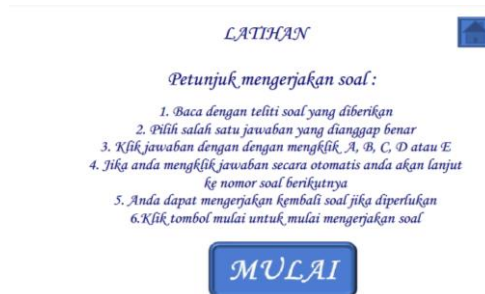 LATIHAN
Petunjuk mengerjakan soal :
1. Baca dengan teliti soal yang diberikan
2. Pilih salah satu jawaban yang dianggap benar
3. Klik jawaban dengan dengan mengklik A, B, C, D atau E
4. Jika anda mengklik jawaban secara otomatis anda akan lanjut
ke nomor soal berikutnya
5. Anda dapat mengerjakan kembali soal jika diperlukan
6.Klik tombol mulai untuk mulai mengerjakan soal
MULAI